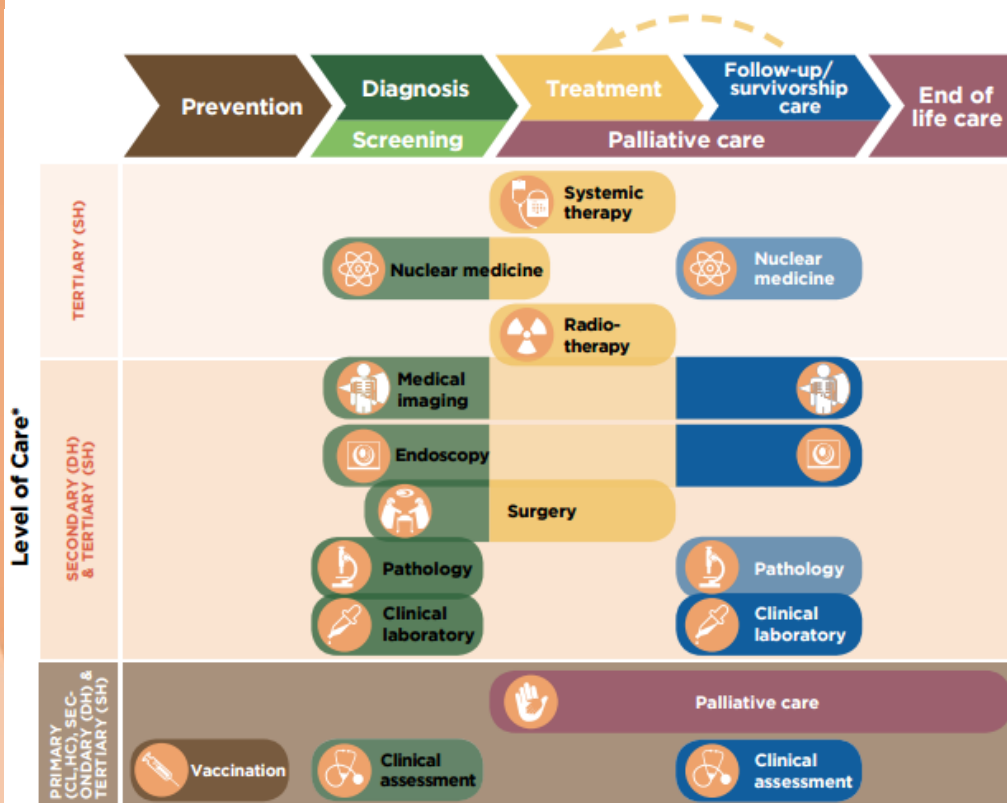 Prevention
Diagnosis
Screening
Treatment
Follow-up/
survivorship
care
Palliative care
End of
life care
Level of Care*
TERTIARY (SH)
Systemic
therapy
Nuclear medicine
Nuclear
medicine
Radio-
therapy
SECONDARY (DH)
& TERTIARY (SH)
Medical
imaging
Endoscopy
Surgery
Pathology
Pathology
Clinical
laboratory
Clinical
laboratory
PRIMARY
(CL,HC), SEC-
ONDARY (DH) &
TERTIARY (SH)
Palliative care
Vaccination
Clinical
assessment
Clinical
assessment